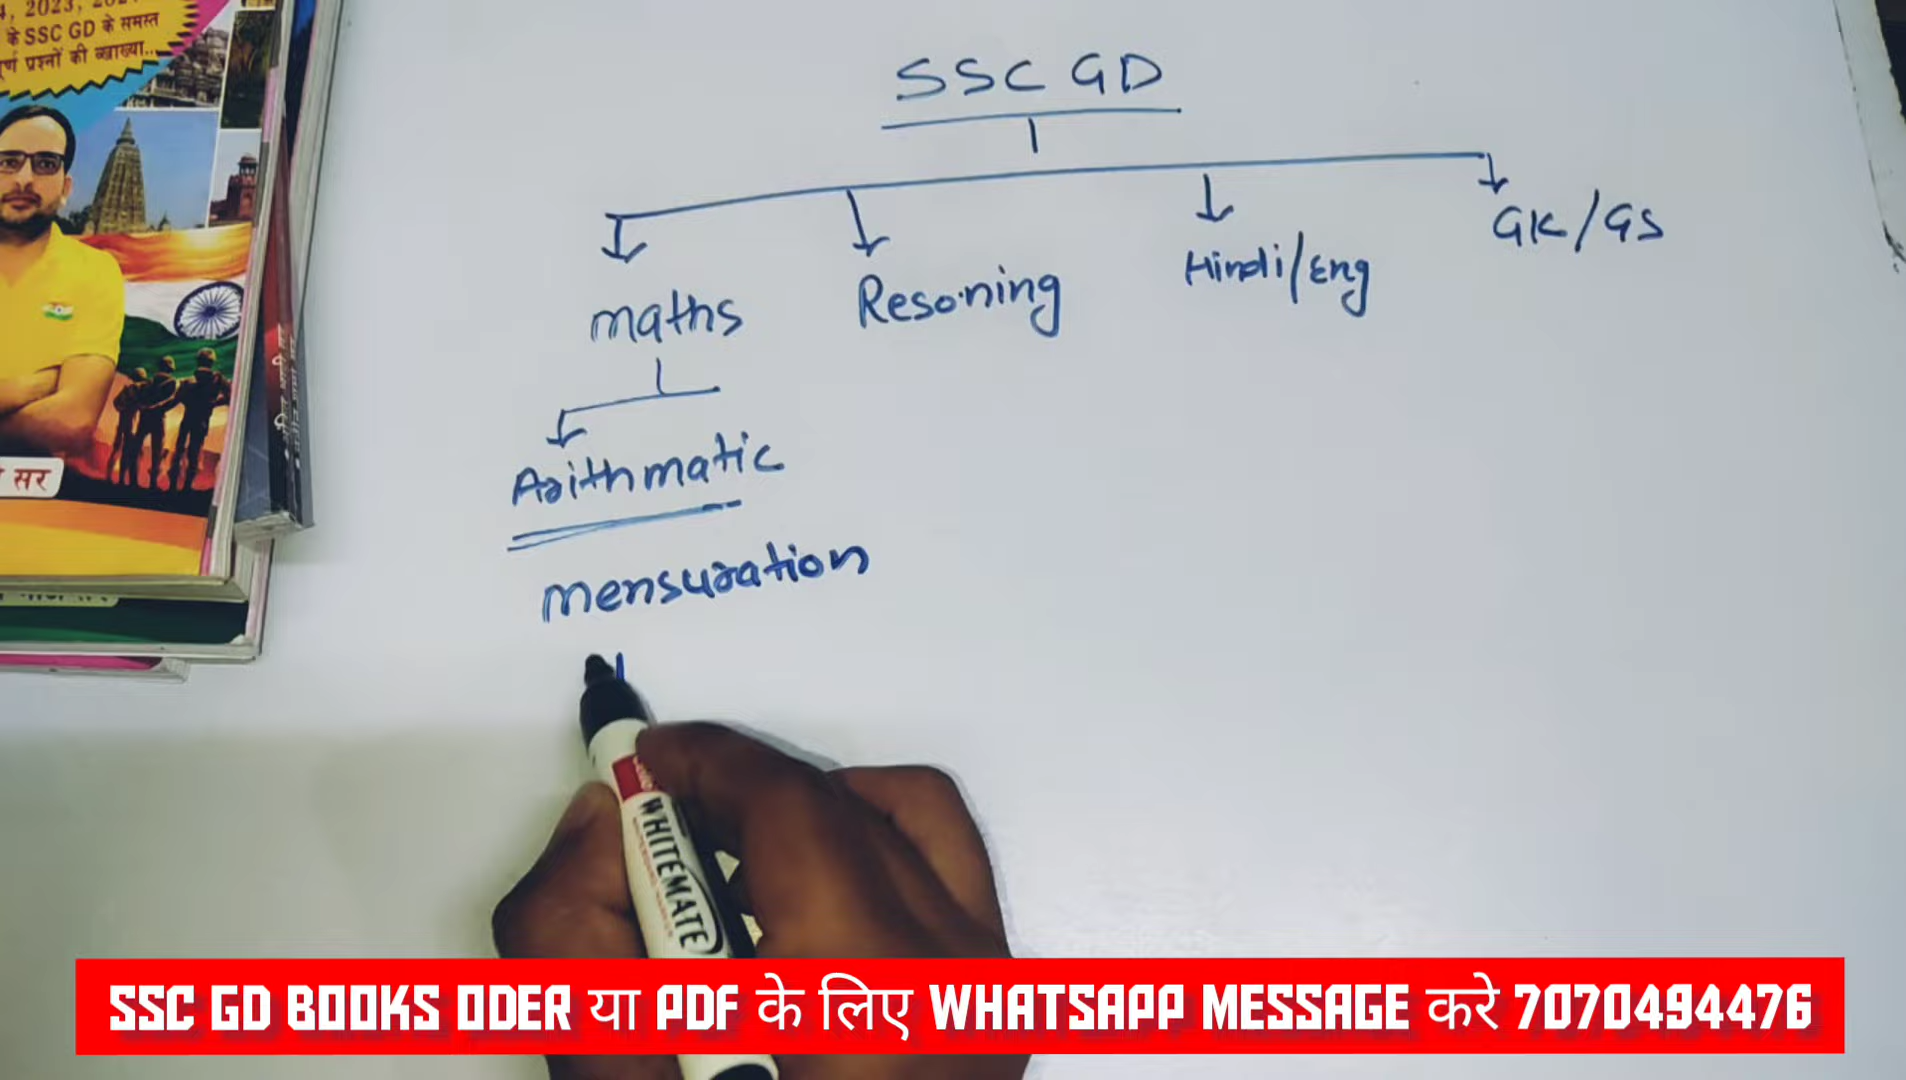 2023,
के SSC GD के समस्त
पूर्ण प्रश्नों की व्याख्या..
सर
SSC GD
maths
Resoning
Hindi/Eng
GK/GS
Arithmatic
mensuration
WHITEMATE
SSC GD BOOKS ODER या PDF के लिए WHATSAPP MESSAGE करे 7070494476